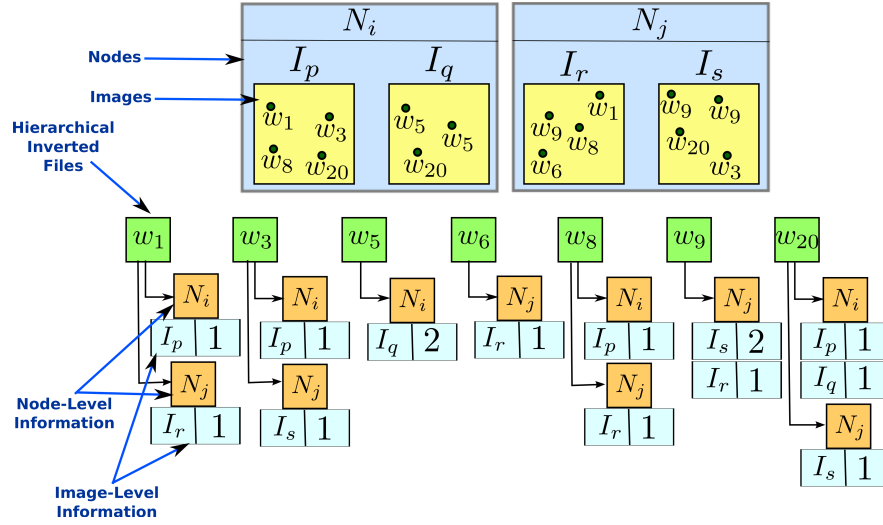 N_i N_j
Nodes
I_p I_q I_r I_s
Images
w_1 w_3 w_8 w_20
w_5 w_5 w_20
w_1 w_9 w_8 w_6
w_9 w_9 w_20 w_3
Hierarchical
Inverted
Files
w_1 w_3 w_5 w_6 w_8 w_9 w_20
N_i N_i N_i N_j N_i N_j N_i
I_p 1 I_p 1 I_q 2 I_r 1 I_p 1 I_s 2 I_p 1
I_r 1 I_q 1
N_j N_j N_j
I_r 1 I_s 1 I_r 1
N_j
I_s 1
Node-Level
Information
Image-Level
Information